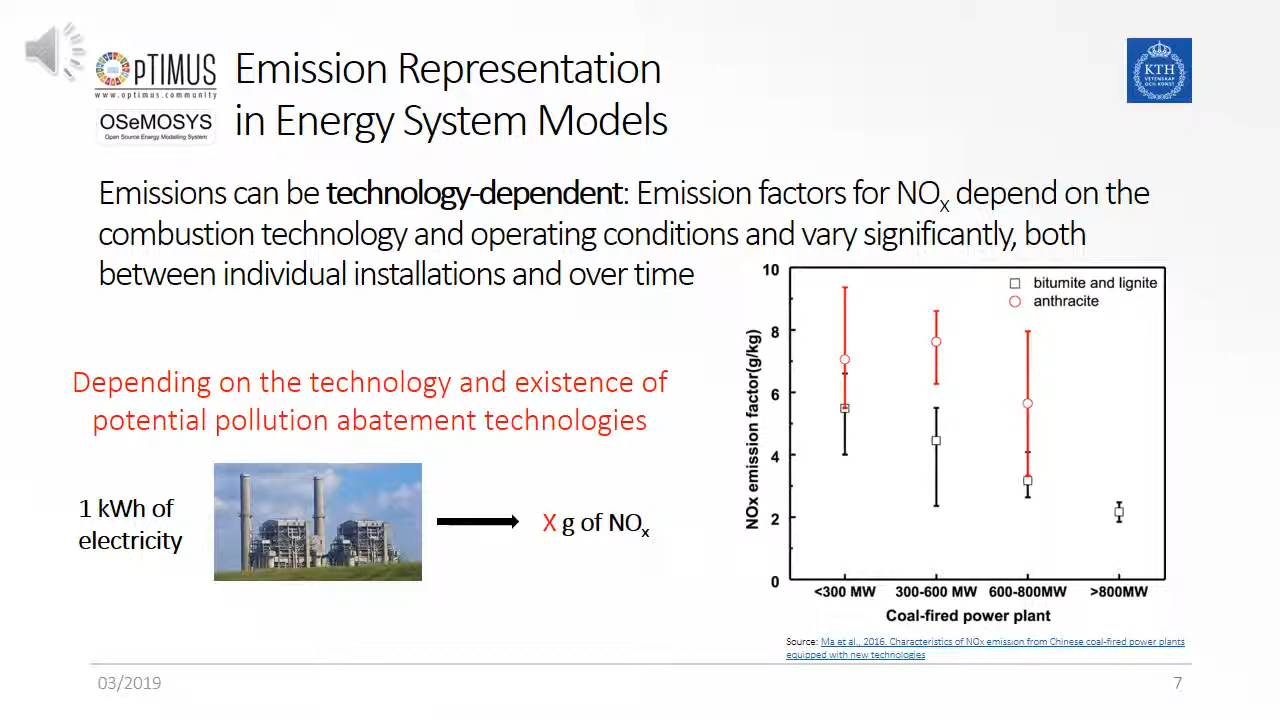 OpTIMUS
www.optimus.community
OSeMOSYS
Open Source Energy Modelling System
Emission Representation
in Energy System Models
KTH
VETENSKAP
OCH KONST
Emissions can be technology-dependent: Emission factors for NOx depend on the
combustion technology and operating conditions and vary significantly, both
between individual installations and over time
Depending on the technology and existence of
potential pollution abatement technologies
1 kWh of
electricity
X g of NOx
10
8
6
4
2
0
NOx emission factor(g/kg)
bitumite and lignite
anthracite
<300 MW 300-600 MW 600-800MW >800MW
Coal-fired power plant
Source: Ma et al., 2016. Characteristics of NOx emission from Chinese coal-fired power plants
equipped with new technologies
03/2019
7